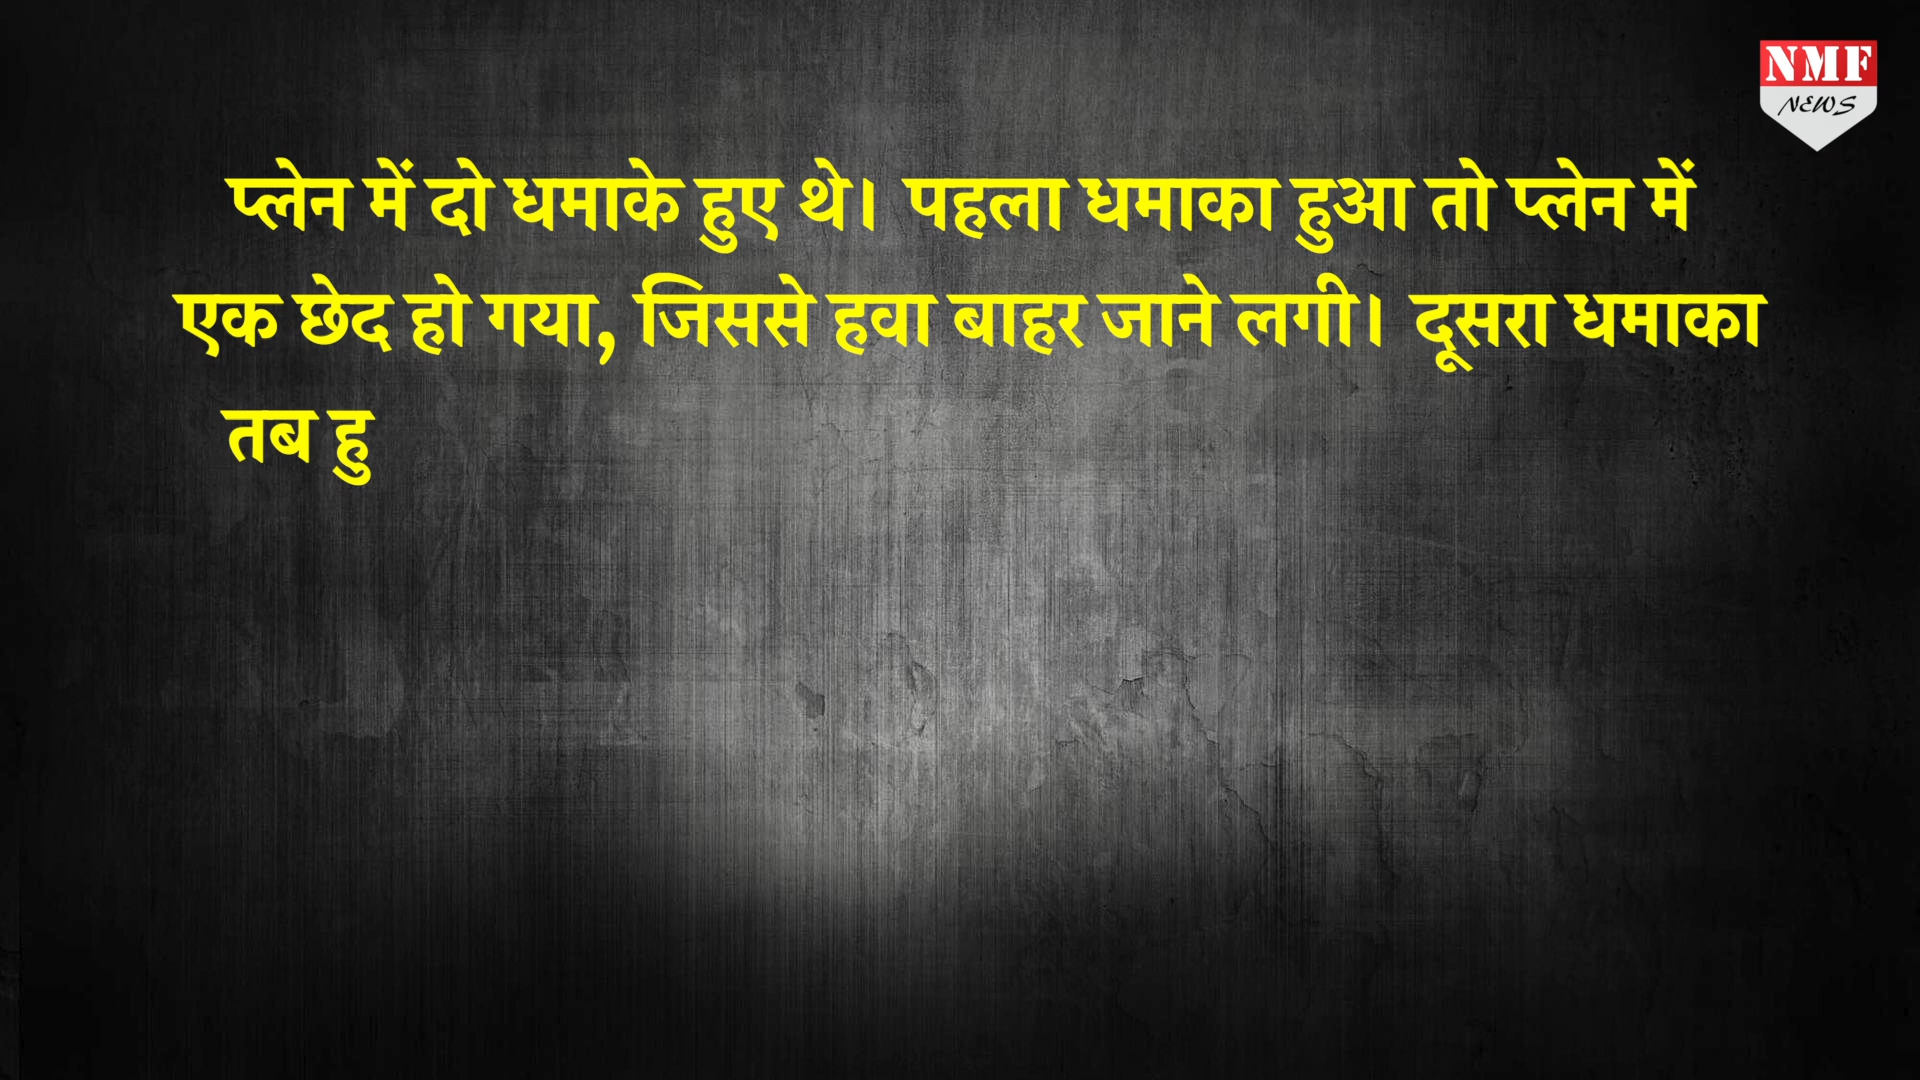 NMF
NEWS
प्लेन में दो धमाके हुए थे। पहला धमाका हुआ तो प्लेन में
एक छेद हो गया, जिससे हवा बाहर जाने लगी। दूसरा धमाका
तब हु